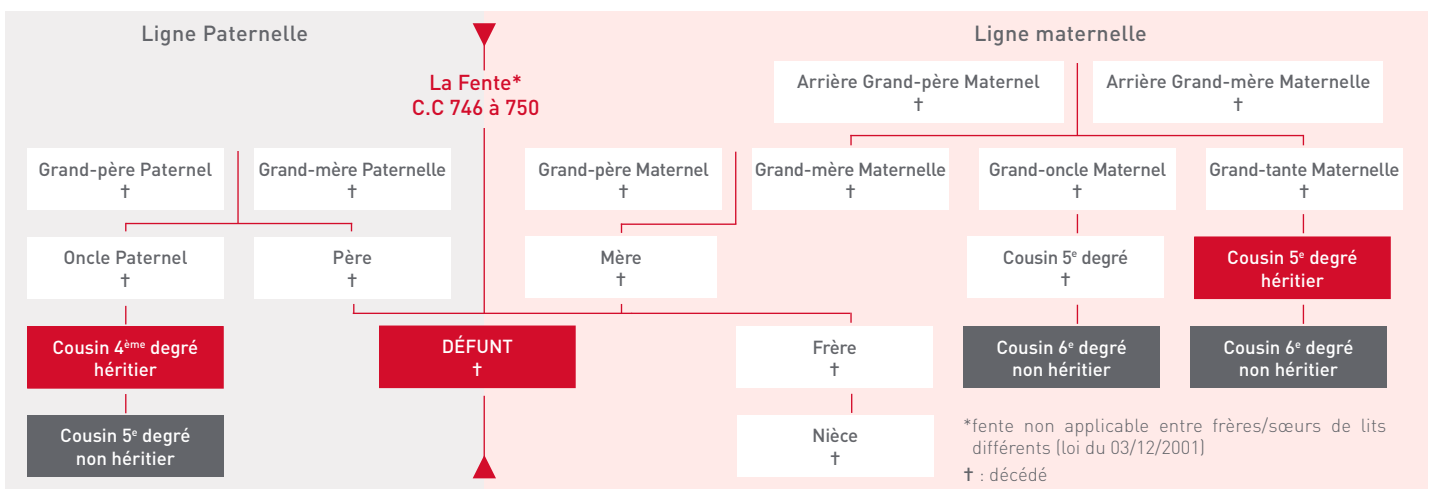 Ligne Paternelle
Ligne maternelle
La Fente*
C.C 746 à 750
Arrière Grand-père Maternel
†
Arrière Grand-mère Maternelle
†
Grand-père Paternel
†
Grand-mère Paternelle
†
Grand-père Maternel
†
Grand-mère Maternelle
†
Grand-oncle Maternel
†
Grand-tante Maternelle
†
Oncle Paternel
†
Père
†
Mère
†
Cousin 5e degré
†
Cousin 5e degré
héritier
Cousin 4ème degré
héritier
DÉFUNT
†
Frère
†
Cousin 6e degré
non héritier
Cousin 6e degré
non héritier
Cousin 5e degré
non héritier
Nièce
†
*fente non applicable entre frères/sœurs de lits
différents (loi du 03/12/2001)
† : décédé